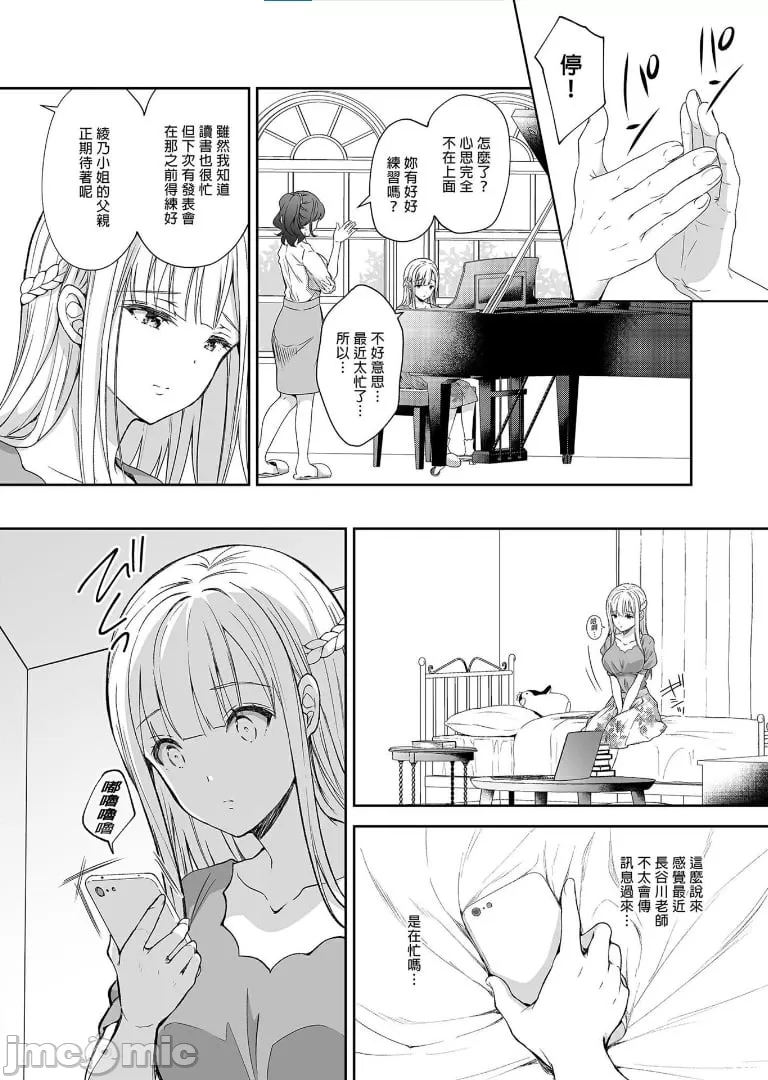 停！
怎麼了？
心思完全
不在上面
妳有好好
練習嗎？
不好意思…
最近太忙了…
所以…
雖然我知道
讀書也很忙
但下次有發表會
在那之前得練好
綾乃小姐的父親
正期待著呢
這麼說來
感覺最近
長谷川老師
不太會傳
訊息過來…
是在忙嗎…
嘟嚕嚕嚕
jmcomic